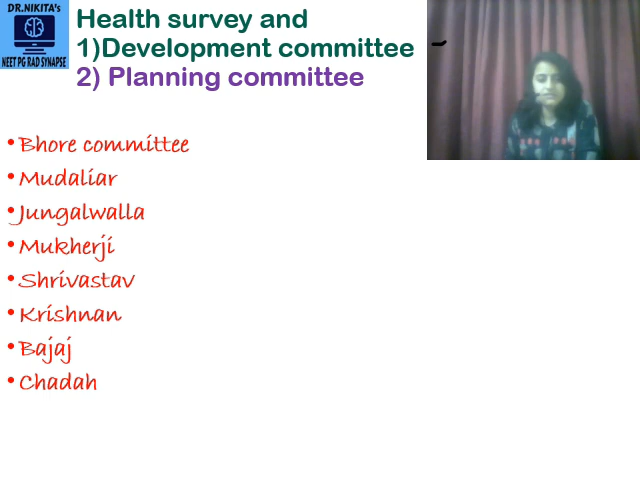 DR.NIKITA's
NEET PG RAD SYNAPSE
Health survey and
1)Development committee
2) Planning committee
•Bhore committee
•Mudaliar
•Jungalwalla
•Mukherji
•Shrivastav
•Krishnan
•Bajaj
•Chadah